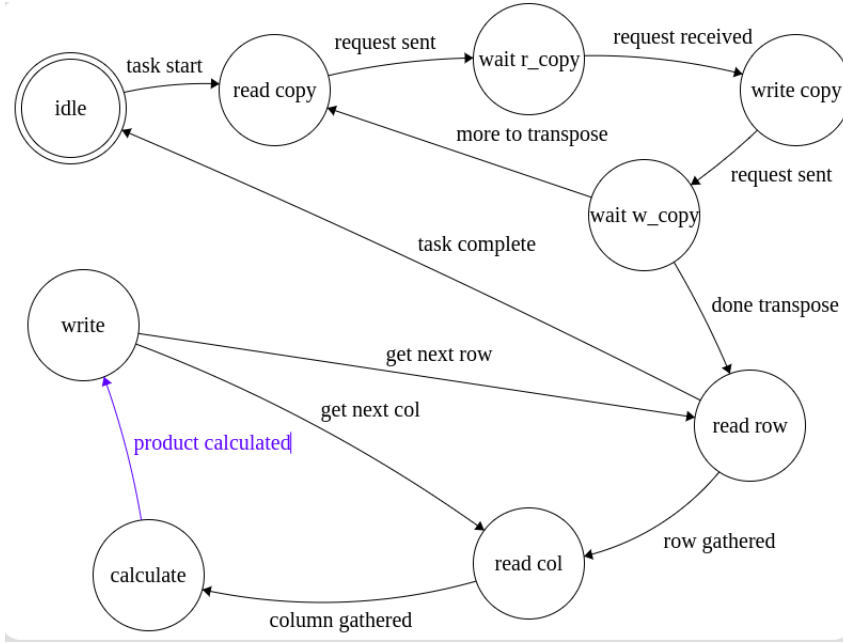 request sent
request received
task start
wait r_copy
idle
read copy
write copy
more to transpose
request sent
wait w_copy
task complete
done transpose
write
get next row
get next col
read row
product calculated
row gathered
read col
calculate
column gathered